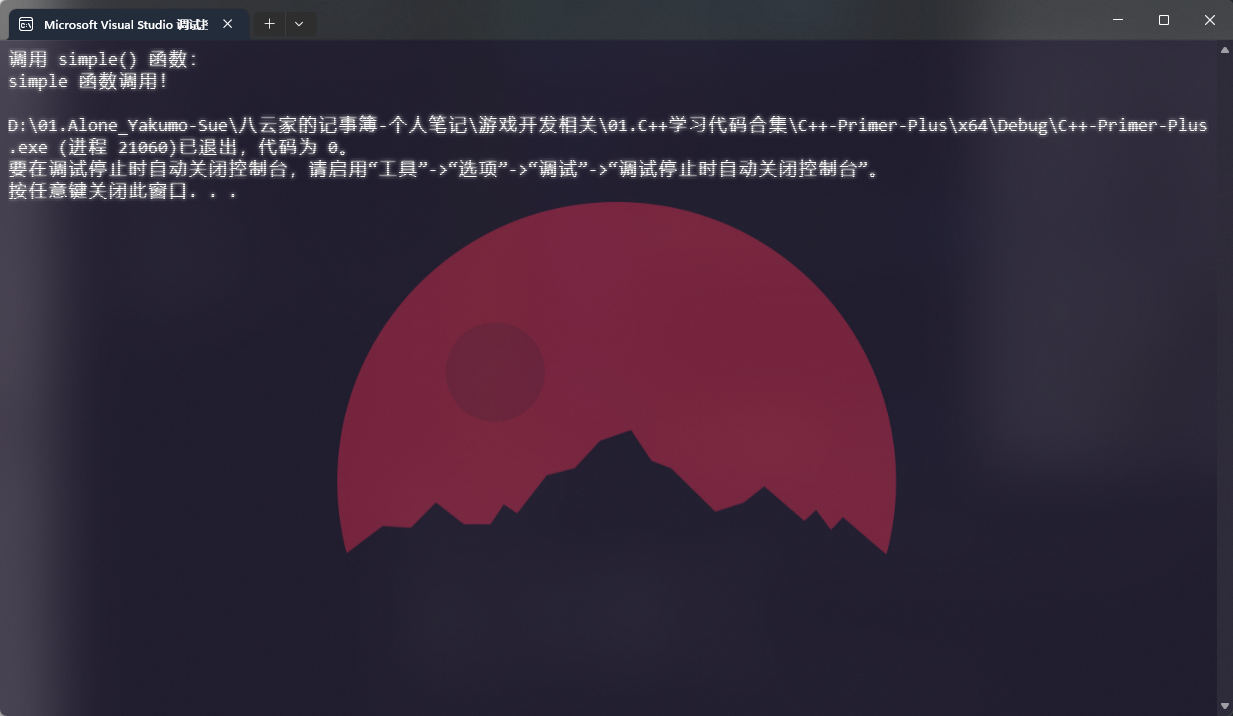 Microsoft Visual Studio 调试
调用 simple() 函数:
simple 函数调用!
D:\01.Alone_Yakumo-Sue\八云家的记事簿-个人笔记\游戏开发相关\01.C++学习代码合集\C++-Primer-Plus\x64\Debug\C++-Primer-Plus
.exe (进程 21060)已退出，代码为 0。
要在调试停止时自动关闭控制台，请启用“工具”->“选项”->“调试”->“调试停止时自动关闭控制台”。
按任意键关闭此窗口. . .